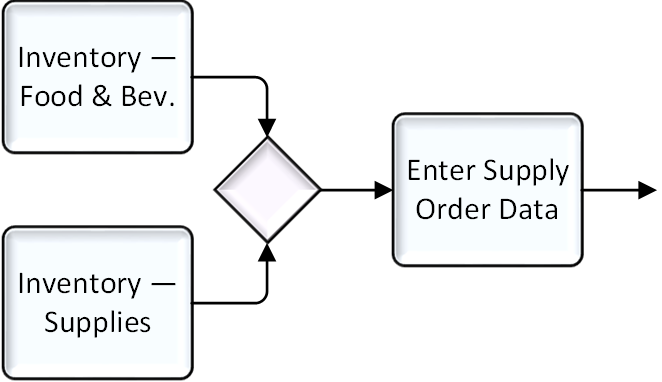 Inventory —
Food & Bev.
Enter Supply
Order Data
Inventory —
Supplies